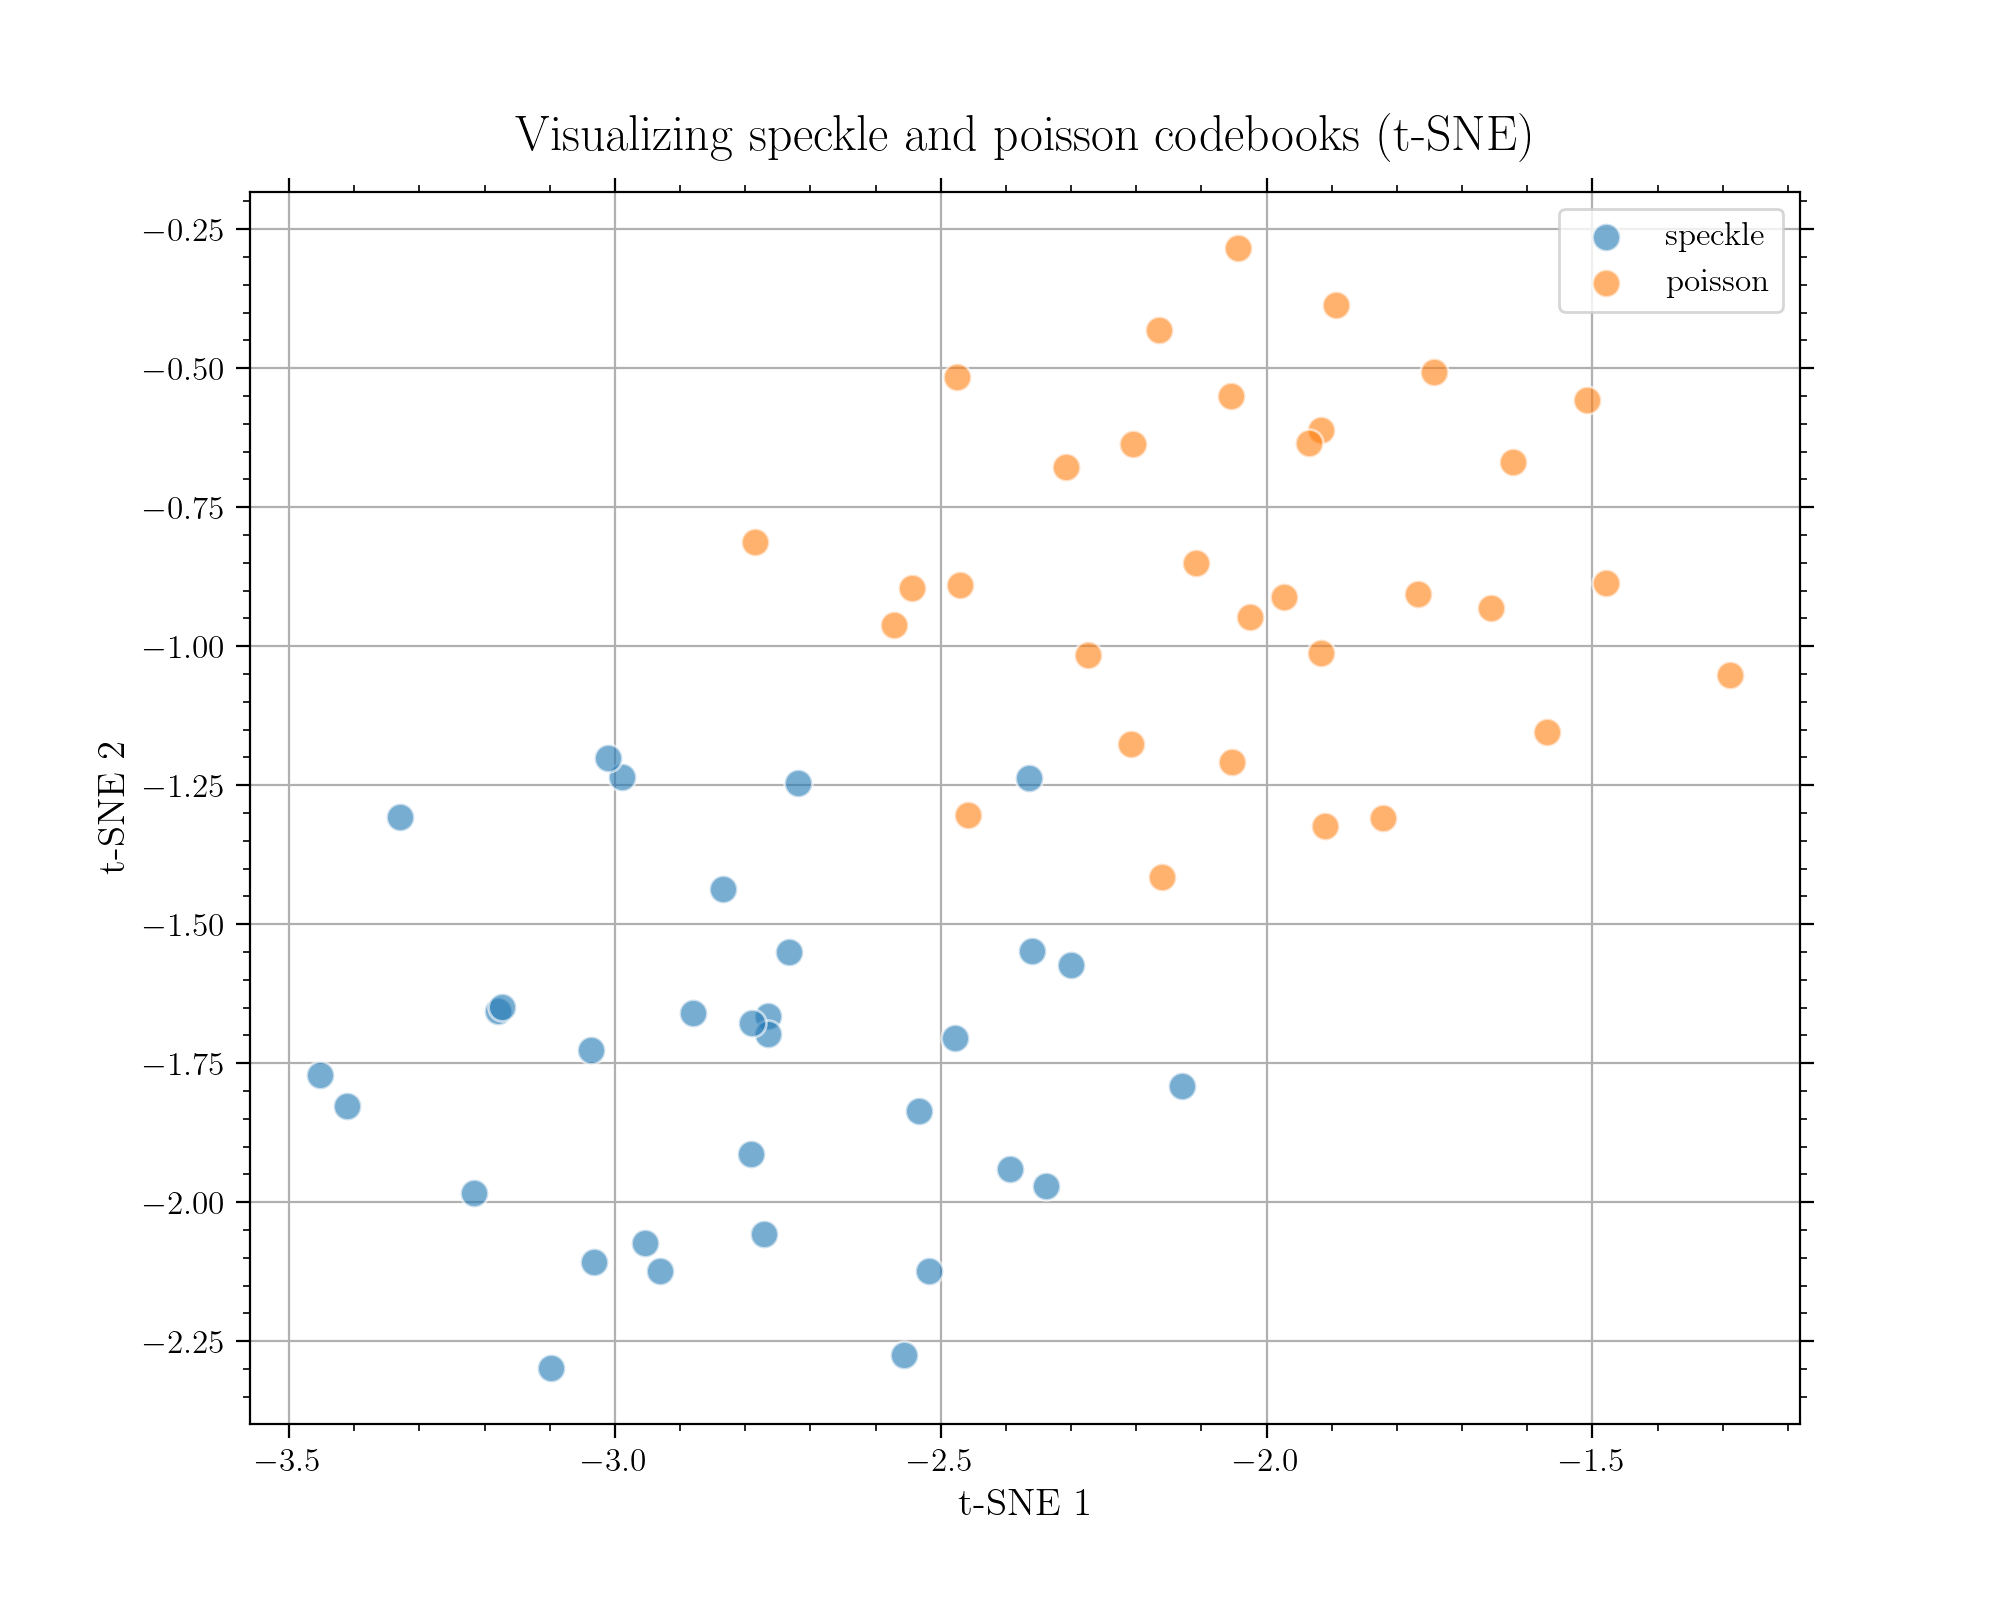 Visualizing speckle and poisson codebooks (t-SNE)
speckle
poisson
−0.25
−0.50
−0.75
−1.00
−1.25
−1.50
−1.75
−2.00
−2.25
t-SNE 2
−3.5 −3.0 −2.5 −2.0 −1.5
t-SNE 1